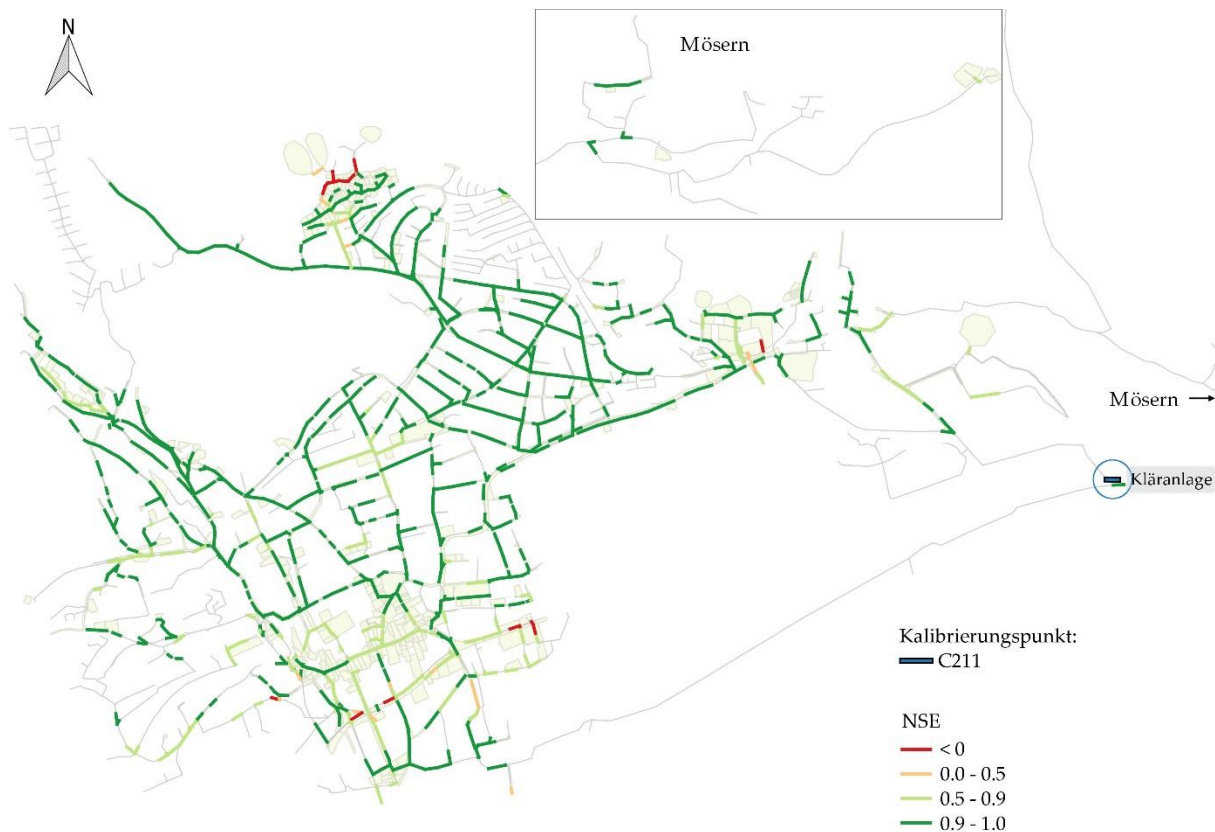 N
Mösern
Mösern →
Kläranlage
Kalibrierungspunkt:
C211
NSE
< 0
0.0 - 0.5
0.5 - 0.9
0.9 - 1.0